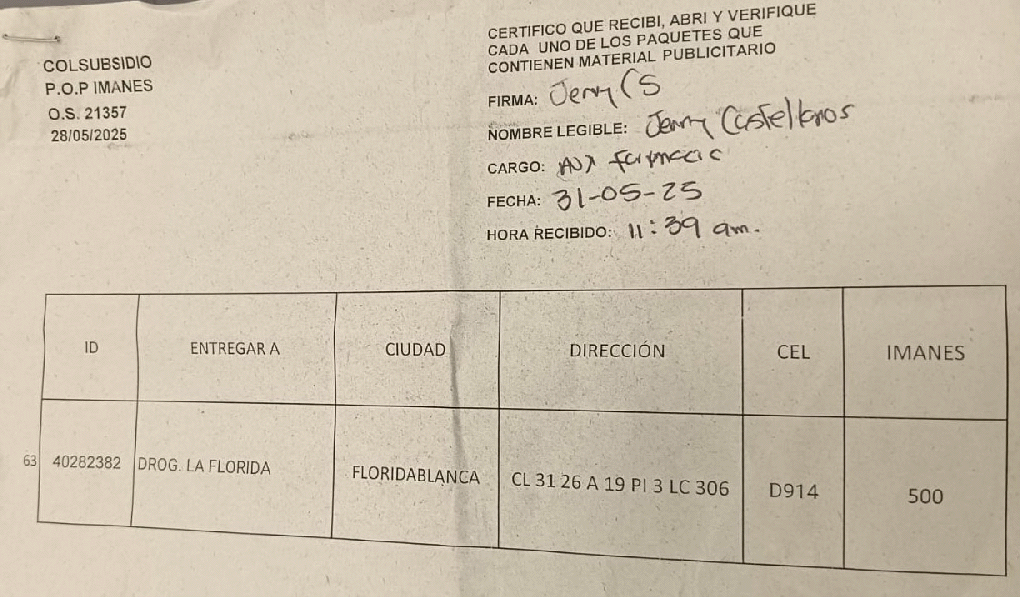 COLSUBSIDIO
P.O.P IMANES
O.S. 21357
28/05/2025
CERTIFICO QUE RECIBI, ABRI Y VERIFIQUE
CADA UNO DE LOS PAQUETES QUE
CONTIENEN MATERIAL PUBLICITARIO
FIRMA: Jenny CS
NOMBRE LEGIBLE: Jenny Castellanos
CARGO: Aux farmacia
FECHA: 31-05-25
HORA RECIBIDO: 11:39 am.
ID ENTREGAR A CIUDAD DIRECCIÓN CEL IMANES
63 40282382 DROG. LA FLORIDA FLORIDABLANCA CL 31 26 A 19 PI 3 LC 306 D914 500